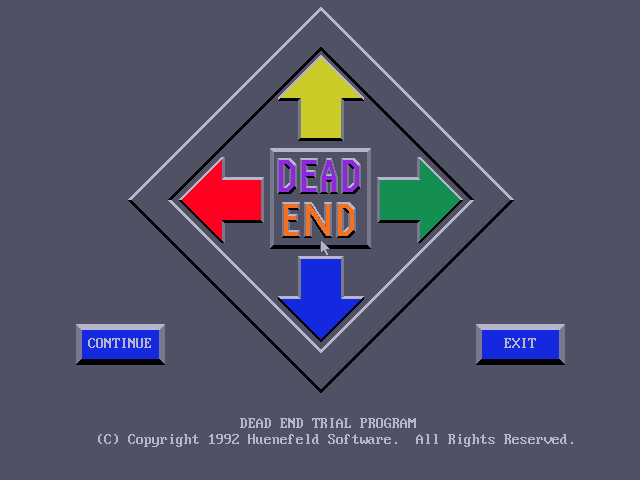 DEAD
END
CONTINUE
EXIT
DEAD END TRIAL PROGRAM
(C) Copyright 1992 Huenefeld Software.  All Rights Reserved.